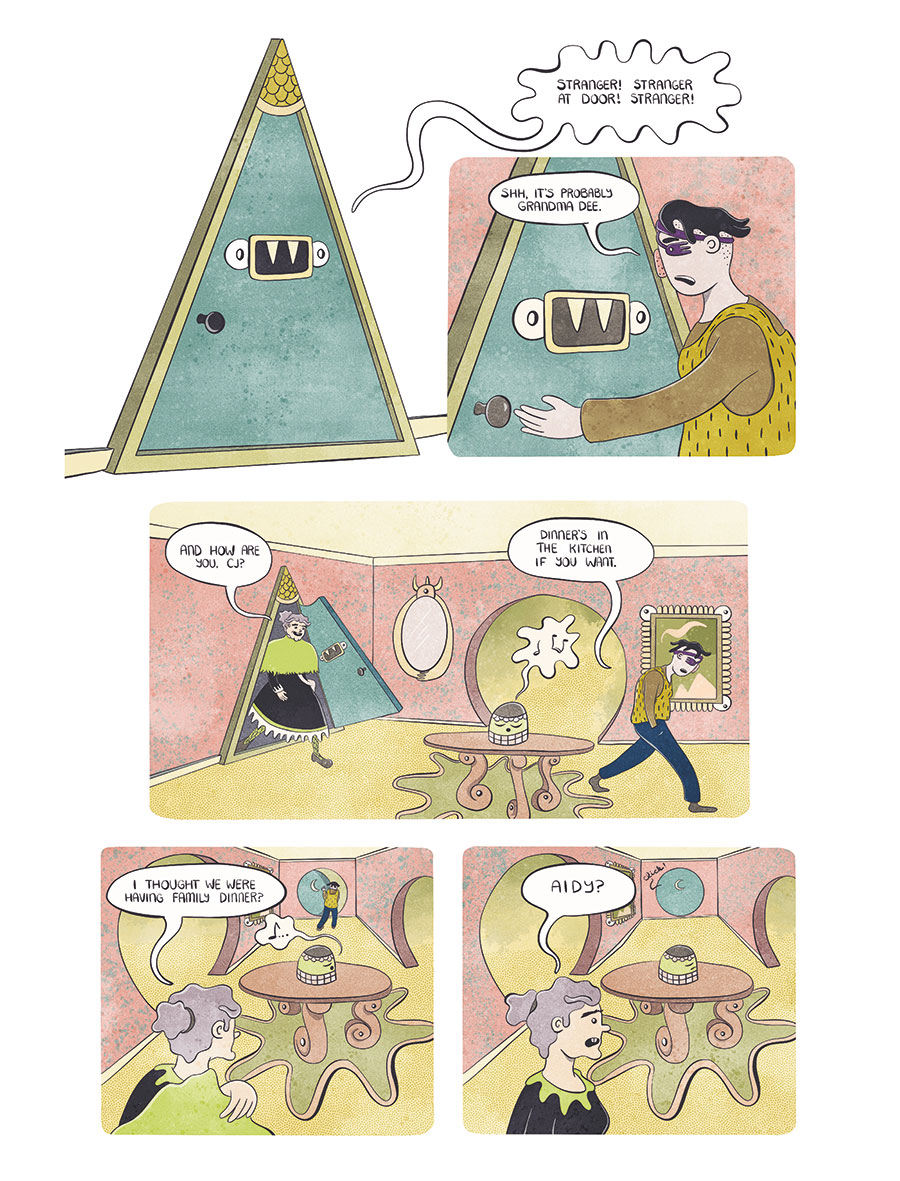 STRANGER! STRANGER
AT DOOR! STRANGER!
SHH, IT'S PROBABLY
GRANDMA DEE.
AND HOW ARE
YOU, CJ?
DINNER'S IN
THE KITCHEN
IF YOU WANT.
I THOUGHT WE WERE
HAVING FAMILY DINNER?
AIDY?
click!